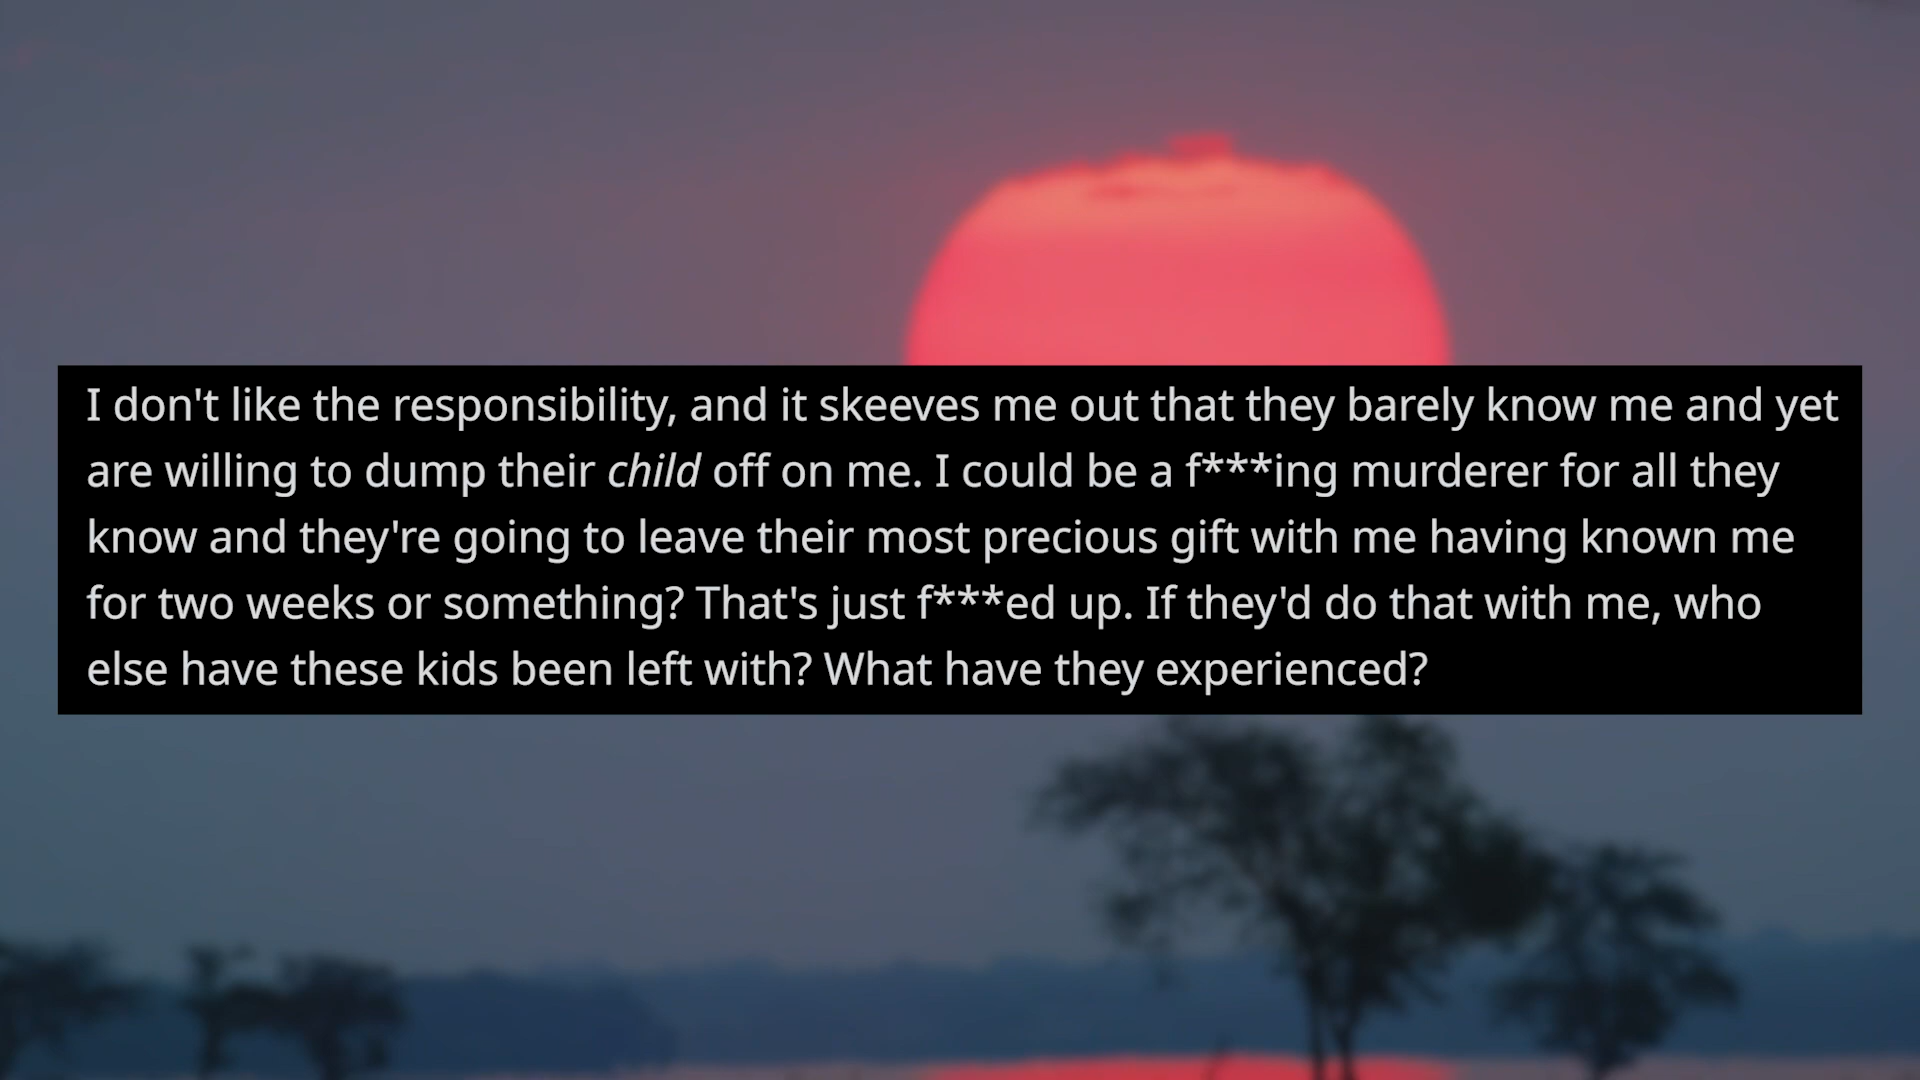 I don't like the responsibility, and it skeeves me out that they barely know me and yet
are willing to dump their child off on me. I could be a f***ing murderer for all they
know and they're going to leave their most precious gift with me having known me
for two weeks or something? That's just f***ed up. If they'd do that with me, who
else have these kids been left with? What have they experienced?